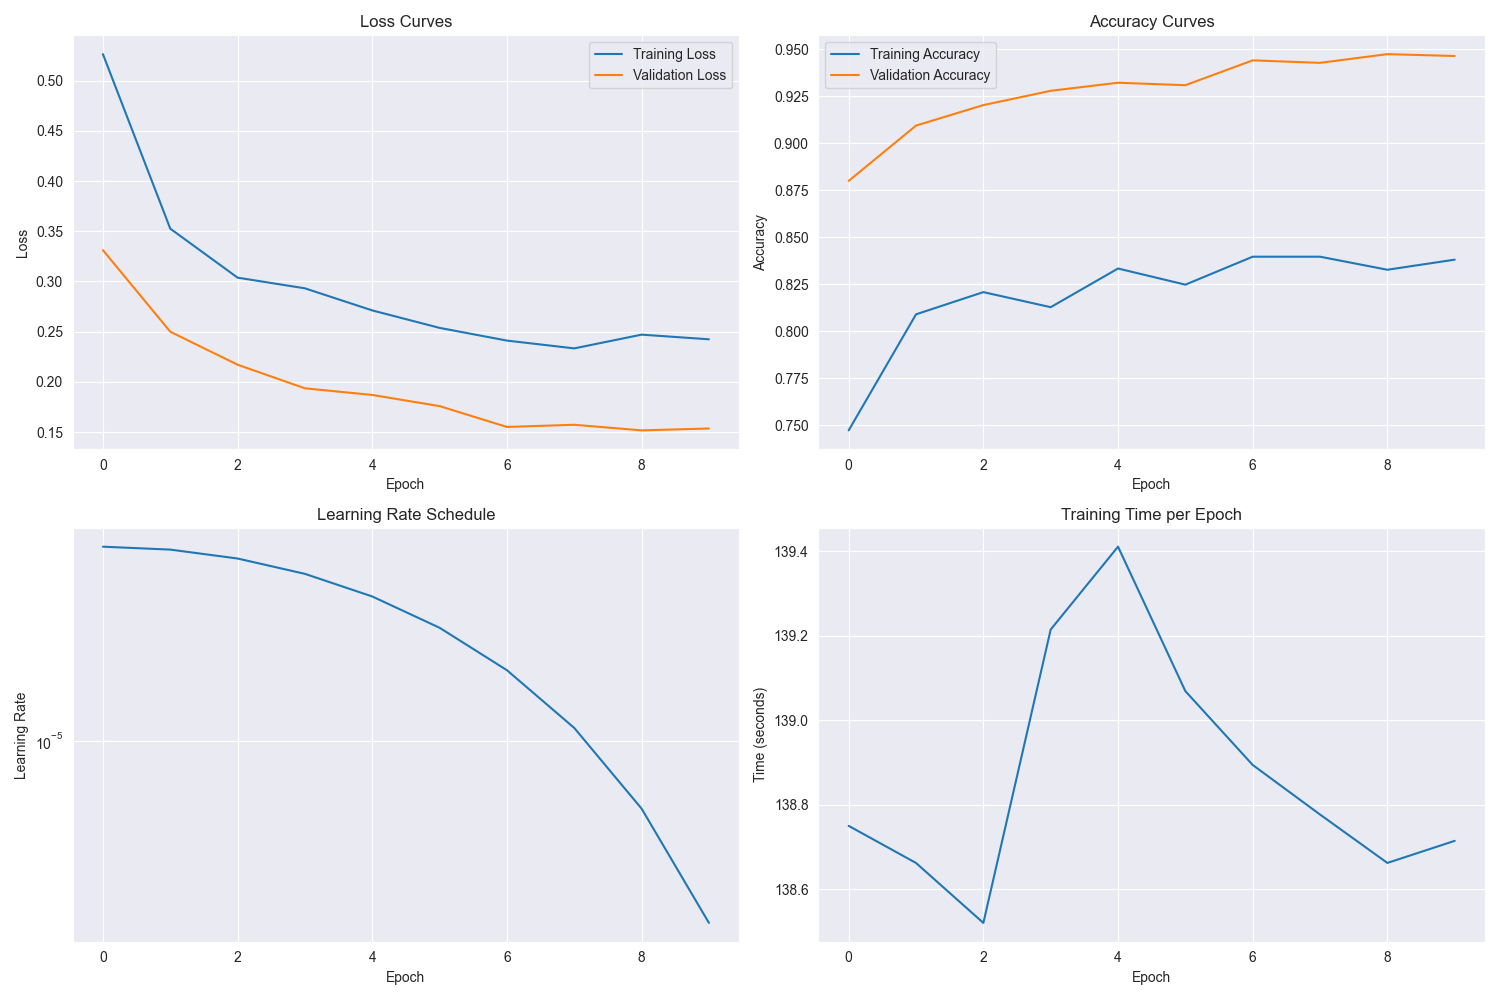 Loss Curves
Training Loss
Validation Loss
0.50
0.45
0.40
0.35
0.30
0.25
0.20
0.15
Loss
0 2 4 6 8
Epoch
Accuracy Curves
Training Accuracy
Validation Accuracy
0.950
0.925
0.900
0.875
0.850
0.825
0.800
0.775
0.750
Accuracy
0 2 4 6 8
Epoch
Learning Rate Schedule
10⁻⁵
Learning Rate
0 2 4 6 8
Epoch
Training Time per Epoch
139.4
139.2
139.0
138.8
138.6
Time (seconds)
0 2 4 6 8
Epoch